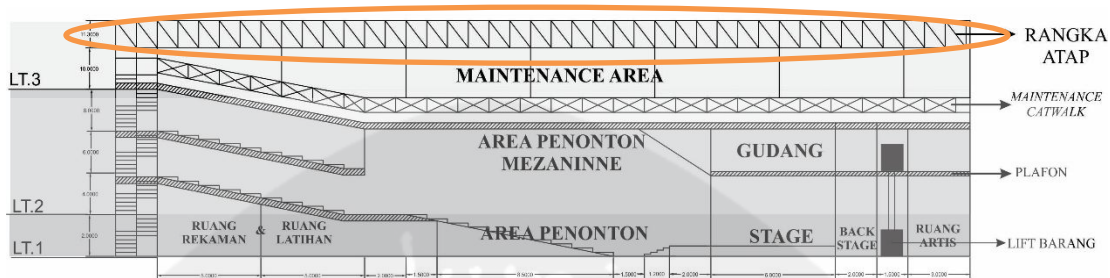 RANGKA
ATAP
MAINTENANCE AREA
LT.3
MAINTENANCE
CATWALK
AREA PENONTON
MEZANINNE
GUDANG
PLAFON
LT.2
RUANG
REKAMAN
&
RUANG
LATIHAN
AREA PENONTON
STAGE
BACK
STAGE
RUANG
ARTIS
LIFT BARANG
LT.1